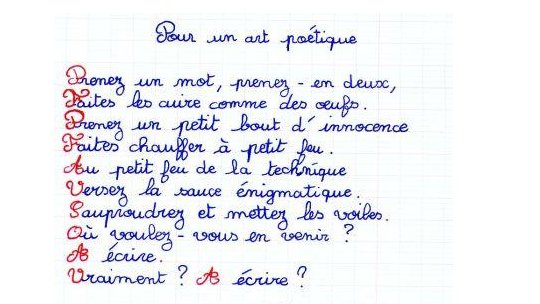 Pour un art poétique
Prenez un mot, prenez-en deux,
Faites les cuire comme des œufs.
Prenez un petit bout d'innocence
Faites chauffer à petit feu.
Au petit feu de la technique
Versez la sauce énigmatique.
Saupoudrez et mettez les voiles.
Où voulez-vous en venir ?
A écrire.
Vraiment ? A écrire ?